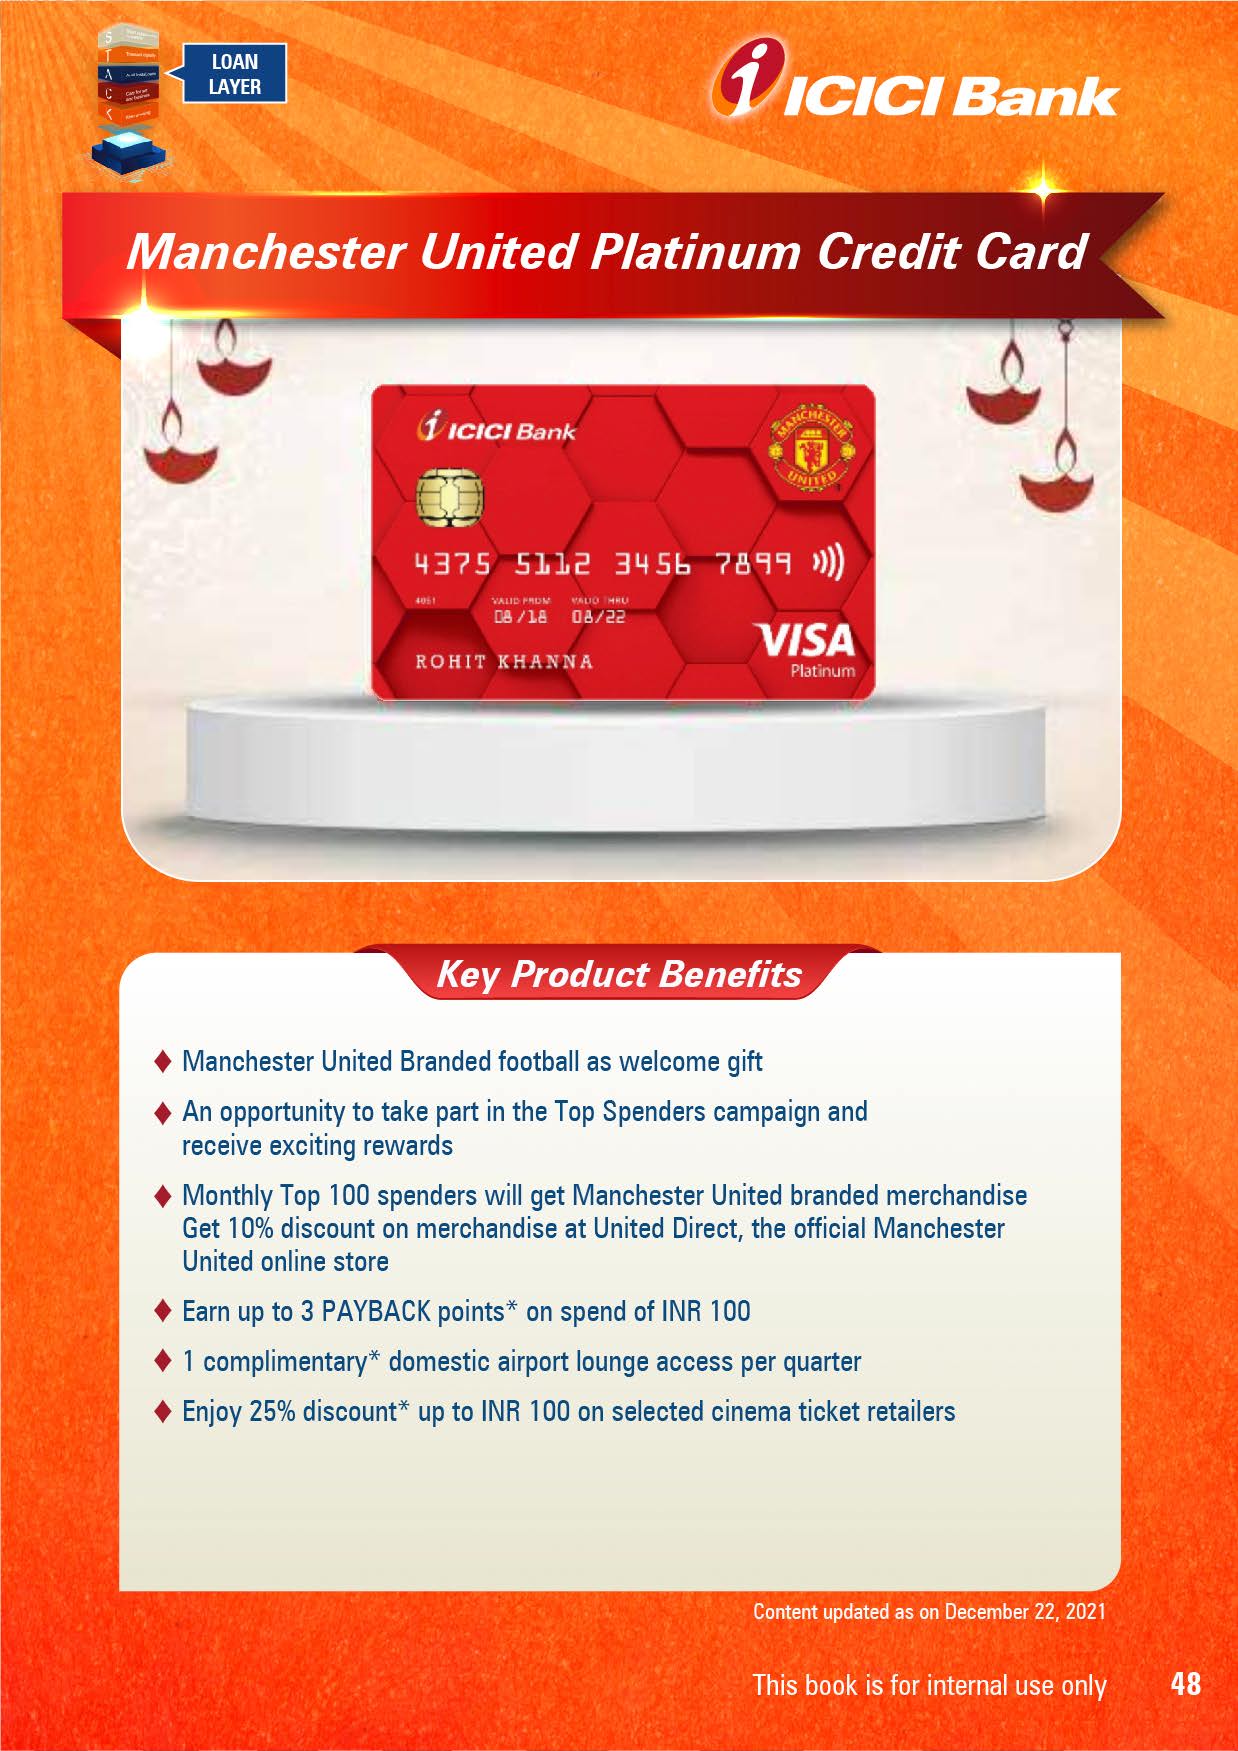 S
T
A
C
K
LOAN
LAYER
ICICI Bank
Manchester United Platinum Credit Card
ICICI Bank
MANCHESTER
UNITED
4375 5112 3456 7899
4051
VALID FROM VALID THRU
08/18 08/22
ROHIT KHANNA
VISA
Platinum
Key Product Benefits
Manchester United Branded football as welcome gift
An opportunity to take part in the Top Spenders campaign and
receive exciting rewards
Monthly Top 100 spenders will get Manchester United branded merchandise
Get 10% discount on merchandise at United Direct, the official Manchester
United online store
Earn up to 3 PAYBACK points* on spend of INR 100
1 complimentary* domestic airport lounge access per quarter
Enjoy 25% discount* up to INR 100 on selected cinema ticket retailers
Content updated as on December 22, 2021
This book is for internal use only 48